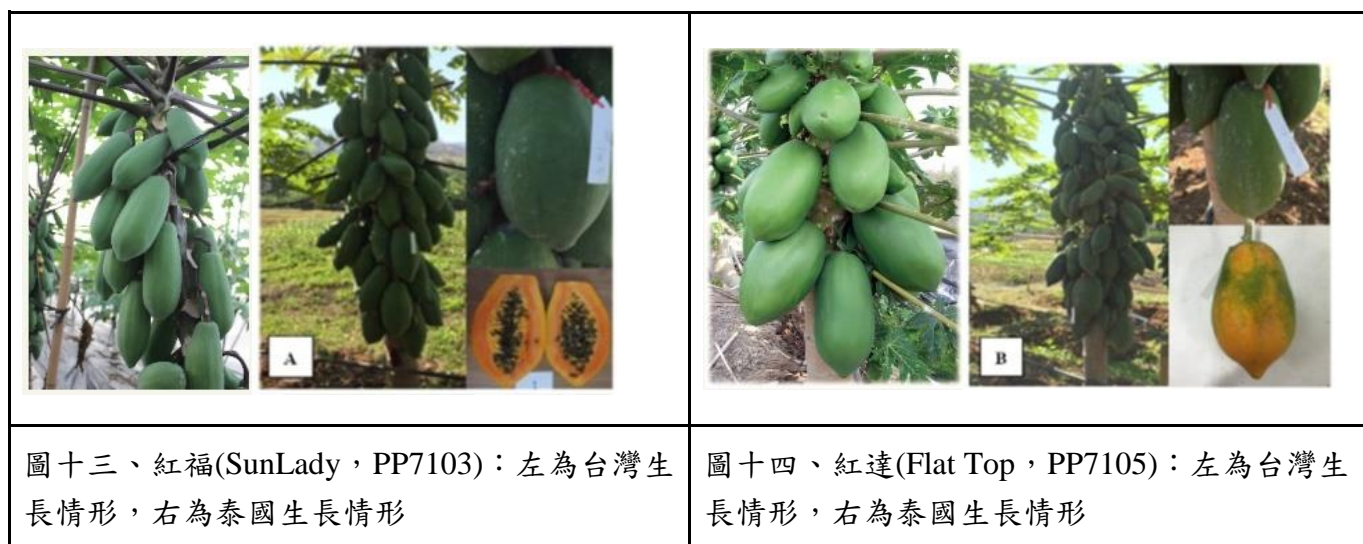 A
B
圖十三、紅福(SunLady，PP7103)：左為台灣生
長情形，右為泰國生長情形
圖十四、紅達(Flat Top，PP7105)：左為台灣生
長情形，右為泰國生長情形